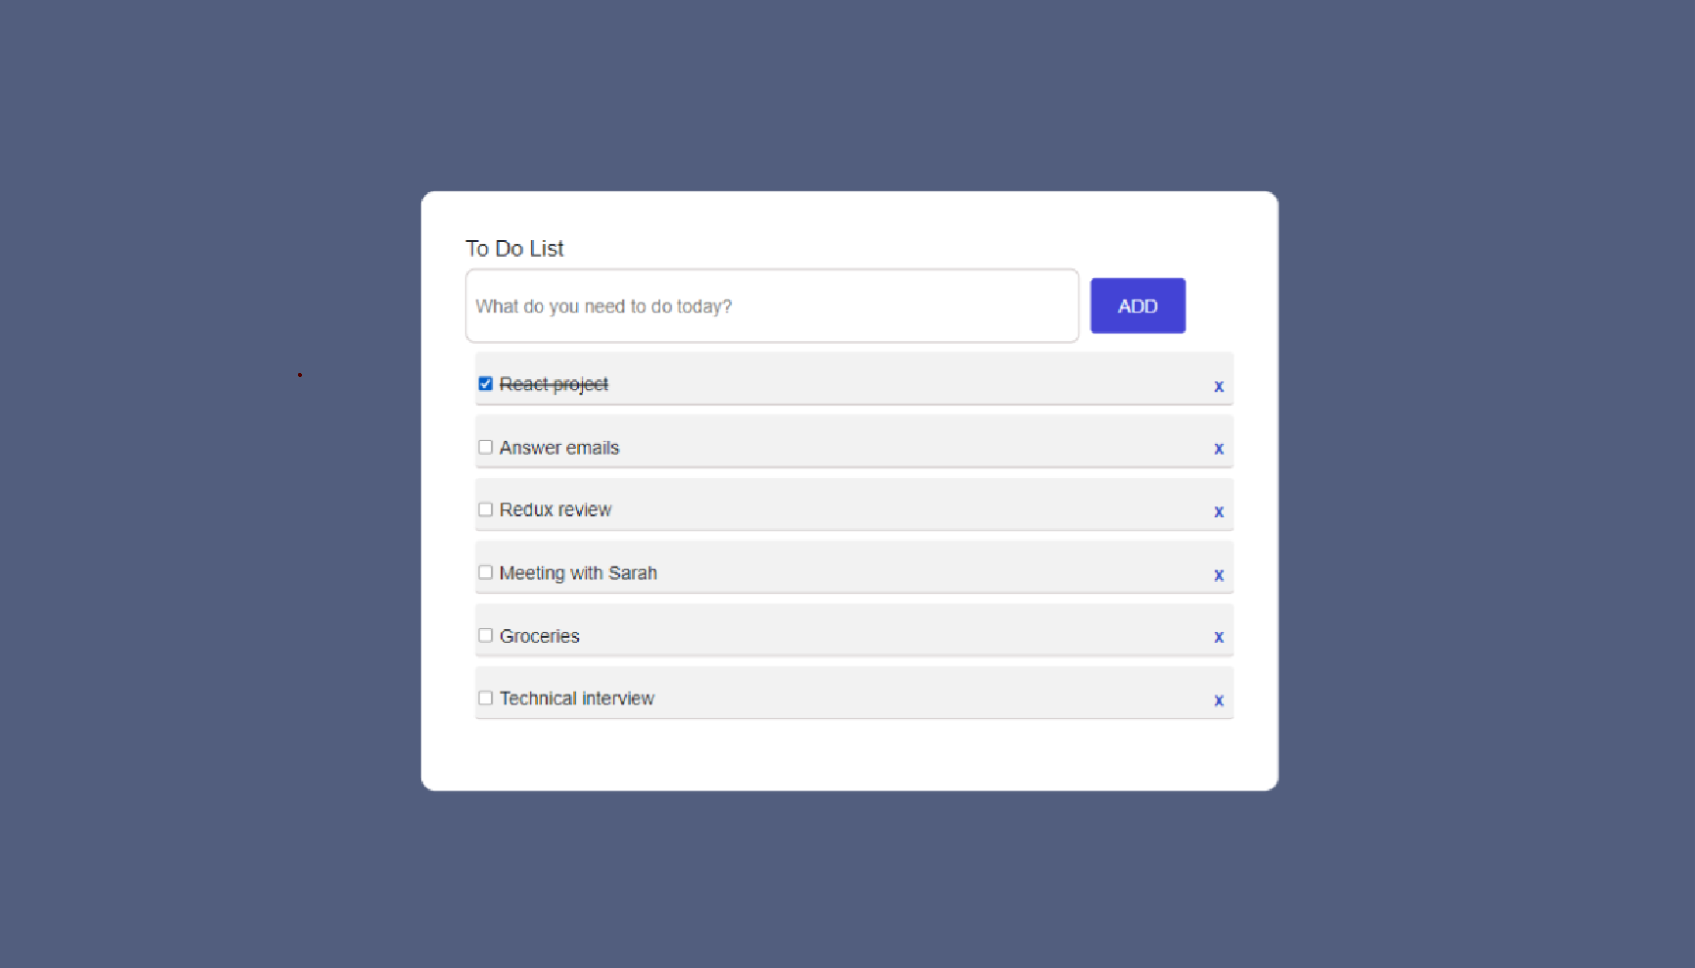 To Do List
What do you need to do today?
ADD
React project x
Answer emails x
Redux review x
Meeting with Sarah x
Groceries x
Technical interview x